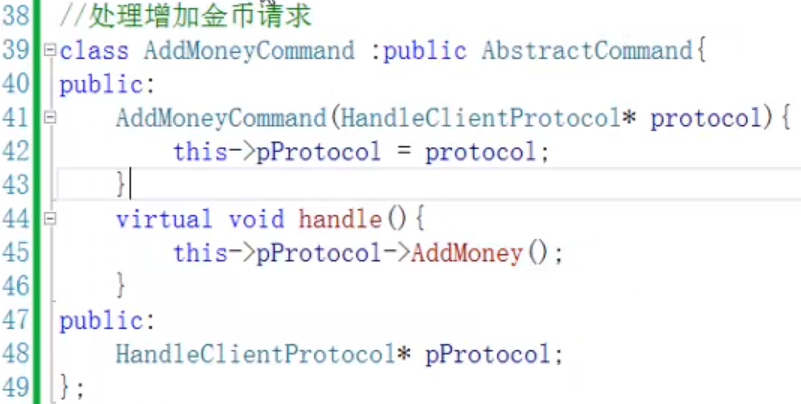 38 //处理增加金币请求
39 class AddMoneyCommand :public AbstractCommand{
40 public:
41     AddMoneyCommand(HandleClientProtocol* protocol){
42         this->pProtocol = protocol;
43     }
44     virtual void handle(){
45         this->pProtocol->AddMoney();
46     }
47 public:
48     HandleClientProtocol* pProtocol;
49 };